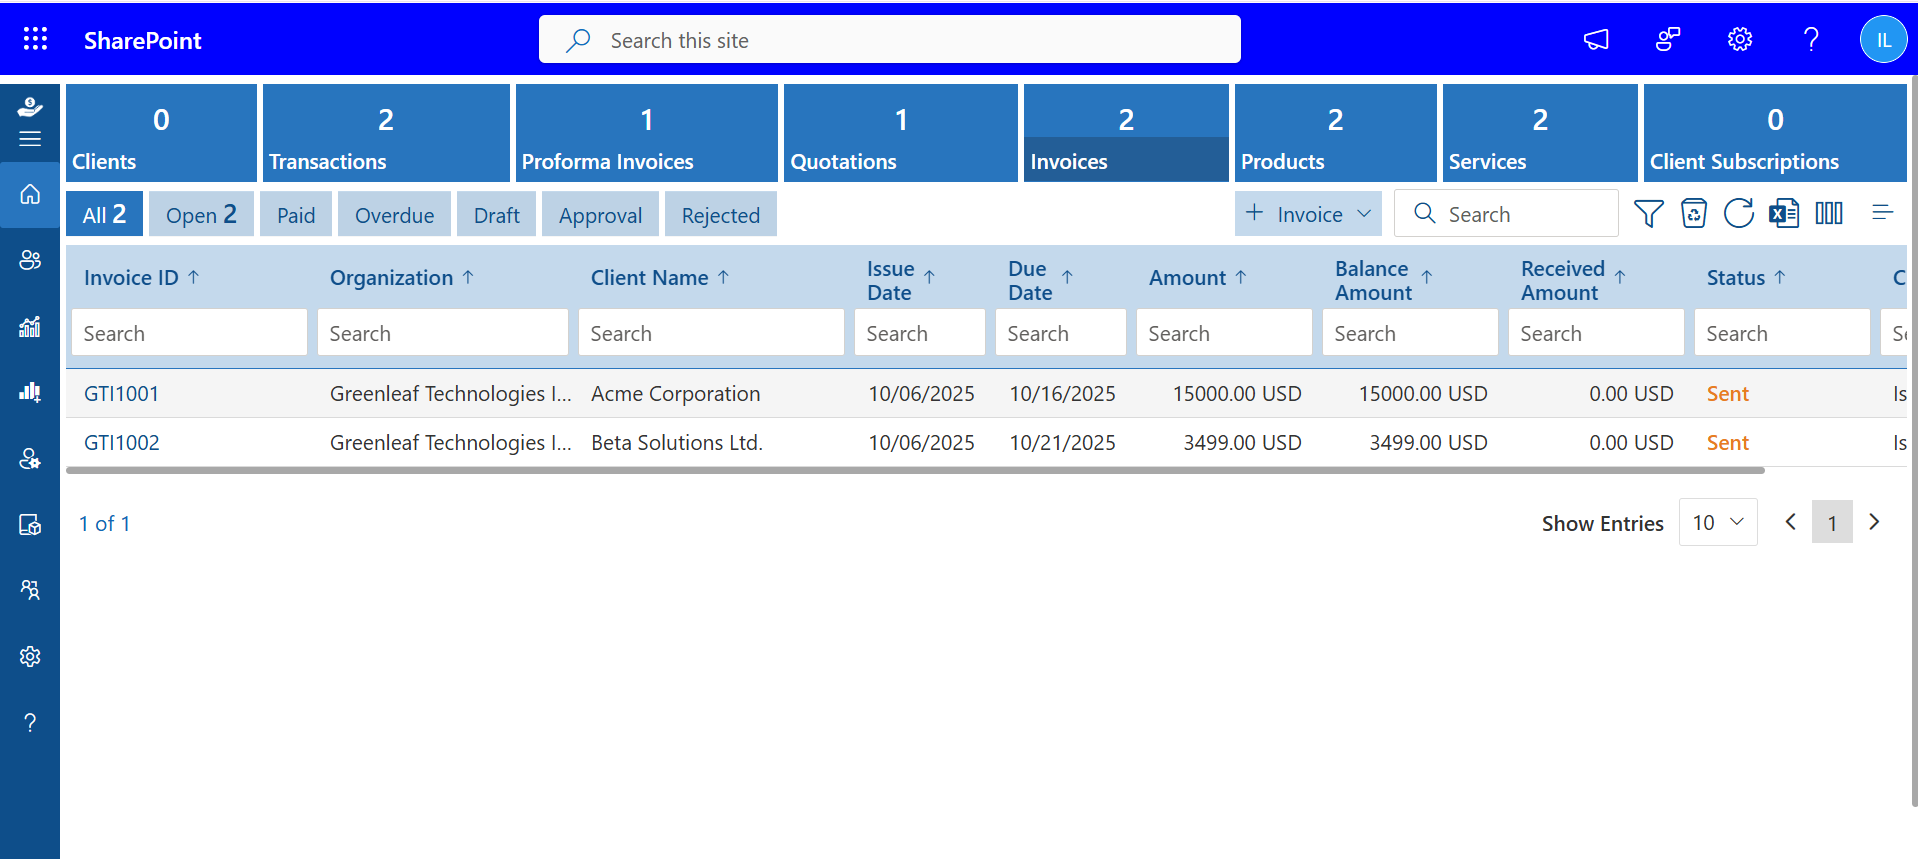 SharePoint
Search this site
IL
0
Clients
2
Transactions
1
Proforma Invoices
1
Quotations
2
Invoices
2
Products
2
Services
0
Client Subscriptions
All 2 Open 2 Paid Overdue Draft Approval Rejected
Invoice
Search
Invoice ID Organization Client Name Issue Date Due Date Amount Balance Amount Received Amount Status C
Search Search Search Search Search Search Search Search Search Se
GTI1001 Greenleaf Technologies I... Acme Corporation 10/06/2025 10/16/2025 15000.00 USD 15000.00 USD 0.00 USD Sent Is
GTI1002 Greenleaf Technologies I... Beta Solutions Ltd. 10/06/2025 10/21/2025 3499.00 USD 3499.00 USD 0.00 USD Sent Is
1 of 1
Show Entries 10 1